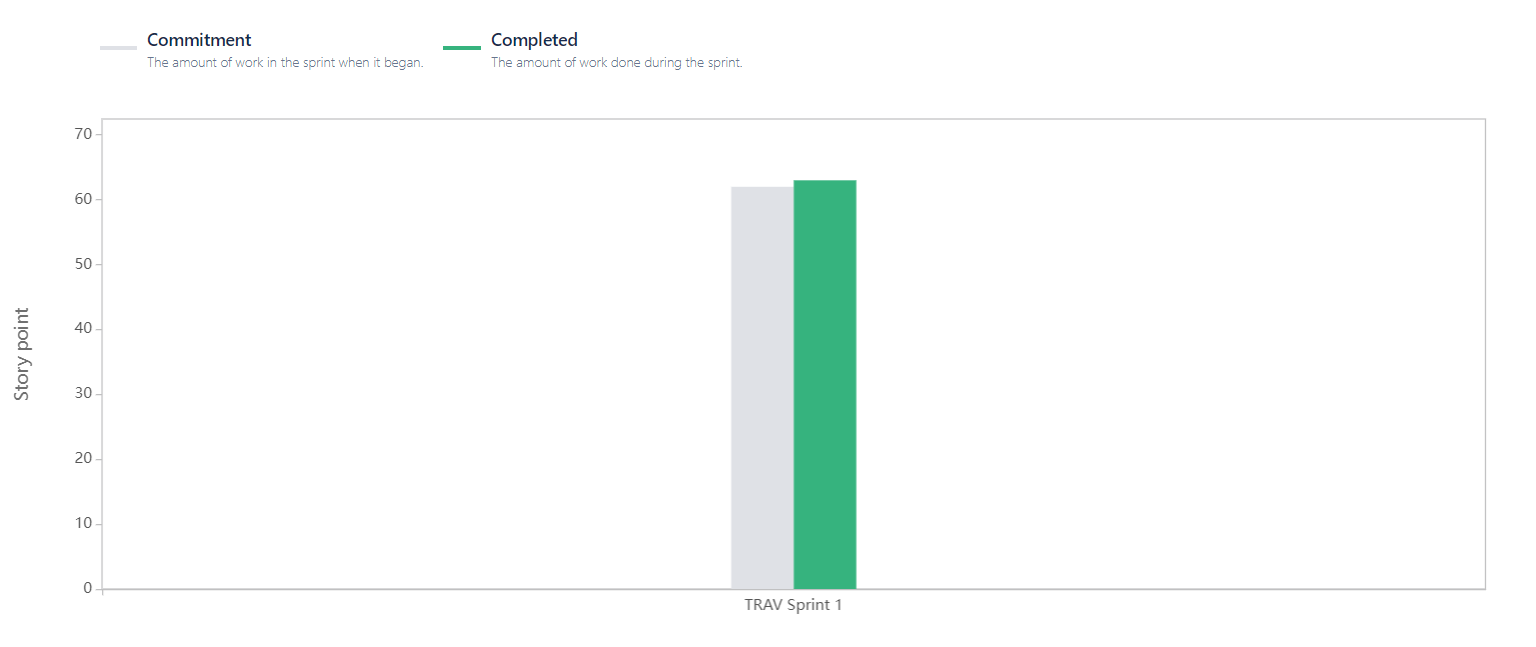 Commitment
The amount of work in the sprint when it began.
Completed
The amount of work done during the sprint.
70
60
50
40
30
20
10
0
Story point
TRAV Sprint 1